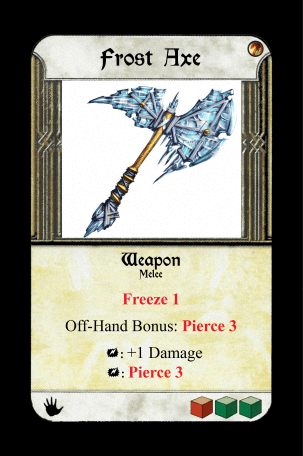 Frost Axe
Weapon
Melee
Freeze 1
Off-Hand Bonus: Pierce 3
: +1 Damage
: Pierce 3